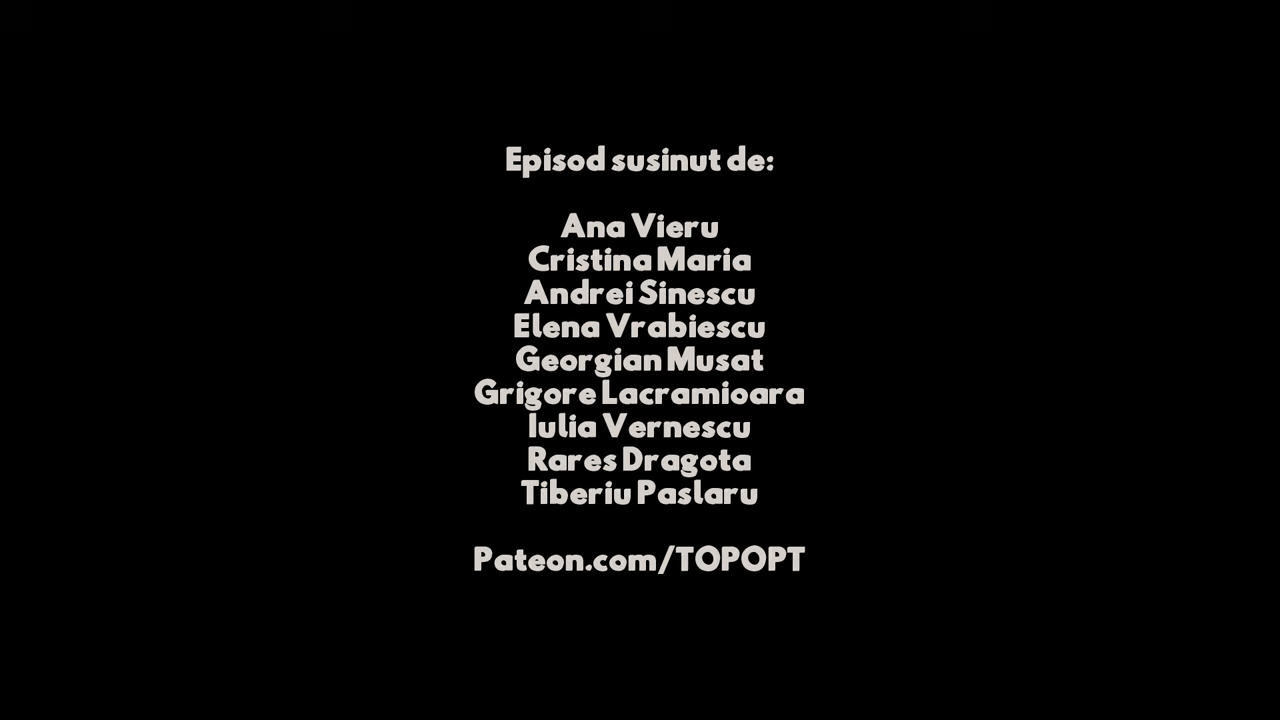 Episod susinut de:
Ana Vieru
Cristina Maria
Andrei Sinescu
Elena Vrabiescu
Georgian Musat
Grigore Lacramioara
Iulia Vernescu
Rares Dragota
Tiberiu Paslaru
Pateon.com/TOPOPT